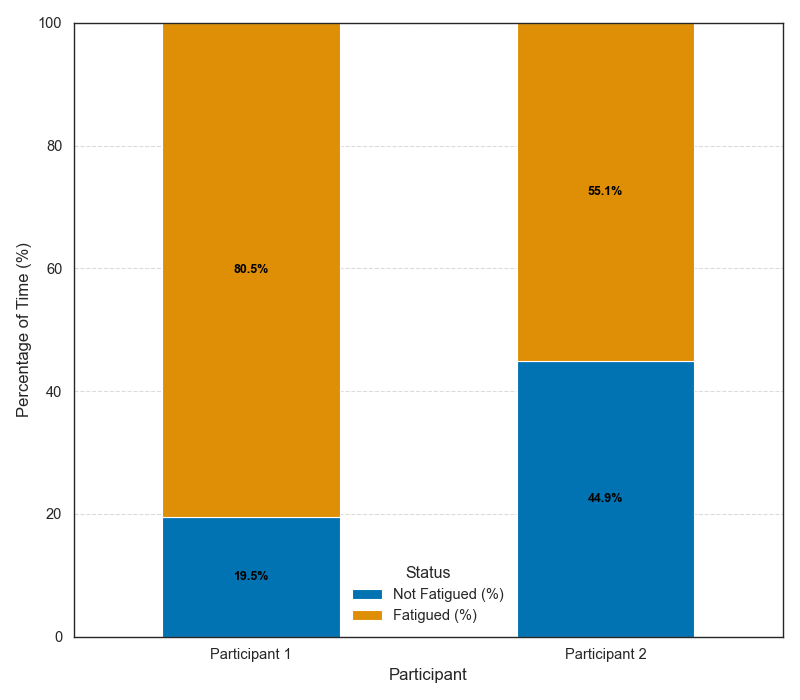 100
80
60
40
20
0
Percentage of Time (%)
80.5%
19.5%
55.1%
44.9%
Status
Not Fatigued (%)
Fatigued (%)
Participant 1
Participant 2
Participant